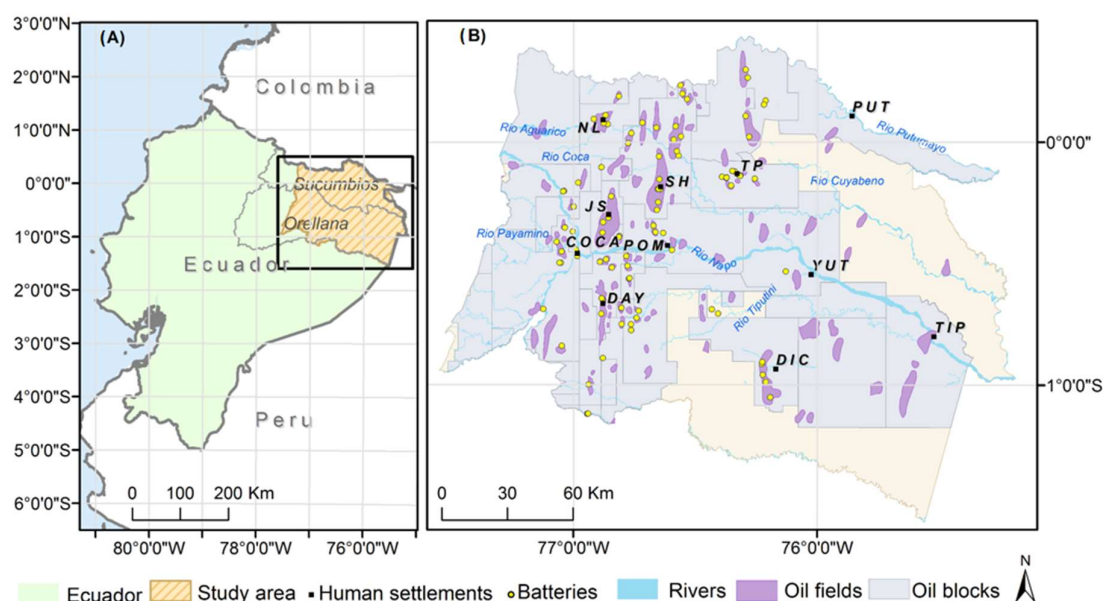 (A)
3°0'0"N
2°0'0"N
1°0'0"N
0°0'0"
1°0'0"S
2°0'0"S
3°0'0"S
4°0'0"S
5°0'0"S
6°0'0"S
Colombia
Sucumbios
Orellana
Ecuador
Peru
0 100 200 Km
80°0'0"W 78°0'0"W 76°0'0"W
(B)
PUT
Rio Putumayo
NL
Rio Aguarico
0°0'0"
Rio Coca
TP
SH
Rio Cuyabeno
JS
Rio Payamino
COCA
POM
Rio Napo
YUT
DAY
Rio Tiputini
TIP
DIC
1°0'0"S
0 30 60 Km
77°0'0"W 76°0'0"W
N
Ecuador Study area Human settlements Batteries Rivers Oil fields Oil blocks